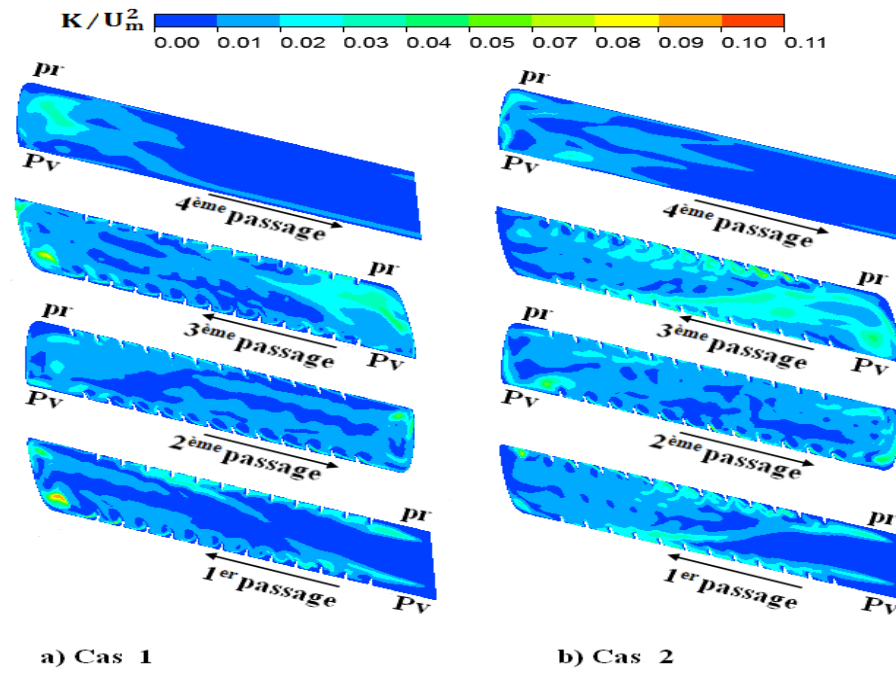 K / U_m^2
0.00 0.01 0.02 0.03 0.04 0.05 0.07 0.08 0.09 0.10 0.11
pr
Pv
4ème passage
pr
3ème passage
Pv
pr
Pv
2ème passage
pr
1er passage
Pv
a) Cas 1
pr
Pv
4ème passage
pr
3ème passage
Pv
pr
Pv
2ème passage
pr
1er passage
Pv
b) Cas 2